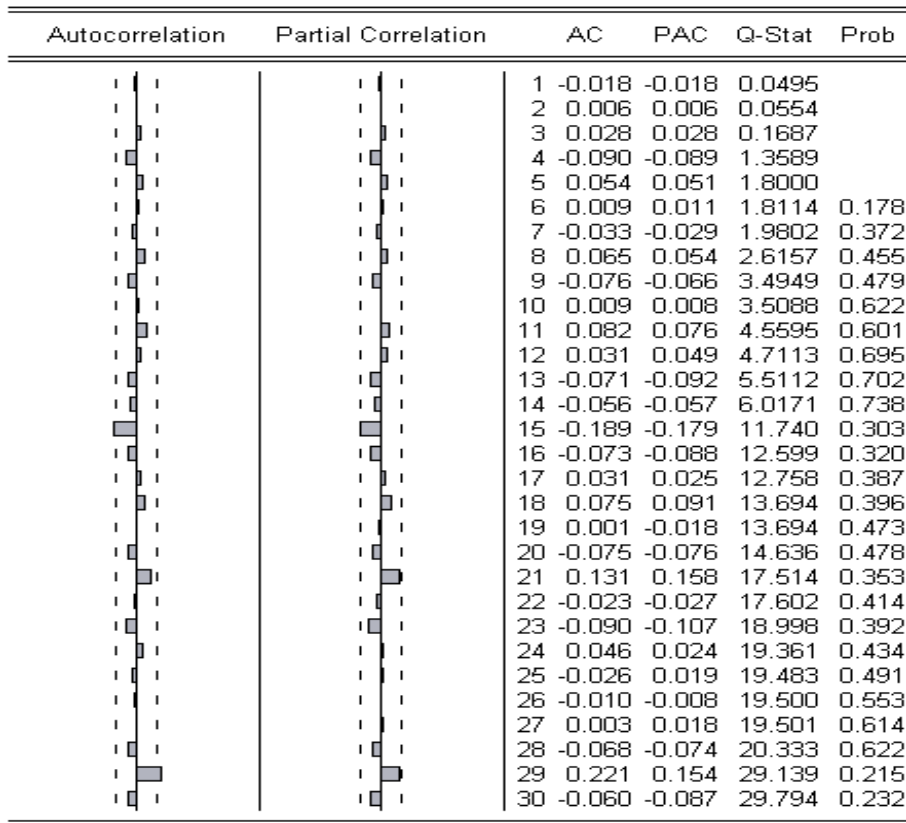 Autocorrelation Partial Correlation AC PAC Q-Stat Prob
1 -0.018 -0.018 0.0495
2 0.006 0.006 0.0554
3 0.028 0.028 0.1687
4 -0.090 -0.089 1.3589
5 0.054 0.051 1.8000
6 0.009 0.011 1.8114 0.178
7 -0.033 -0.029 1.9802 0.372
8 0.065 0.054 2.6157 0.455
9 -0.076 -0.066 3.4949 0.479
10 0.009 0.008 3.5088 0.622
11 0.082 0.076 4.5595 0.601
12 0.031 0.049 4.7113 0.695
13 -0.071 -0.092 5.5112 0.702
14 -0.056 -0.057 6.0171 0.738
15 -0.189 -0.179 11.740 0.303
16 -0.073 -0.088 12.599 0.320
17 0.031 0.025 12.758 0.387
18 0.075 0.091 13.694 0.396
19 0.001 -0.018 13.694 0.473
20 -0.075 -0.076 14.636 0.478
21 0.131 0.158 17.514 0.353
22 -0.023 -0.027 17.602 0.414
23 -0.090 -0.107 18.998 0.392
24 0.046 0.024 19.361 0.434
25 -0.026 0.019 19.483 0.491
26 -0.010 -0.008 19.500 0.553
27 0.003 0.018 19.501 0.614
28 -0.068 -0.074 20.333 0.622
29 0.221 0.154 29.139 0.215
30 -0.060 -0.087 29.794 0.232